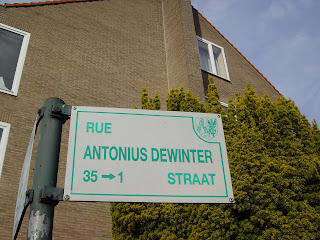 RUE
ANTONIUS DEWINTER
35 → 1 STRAAT